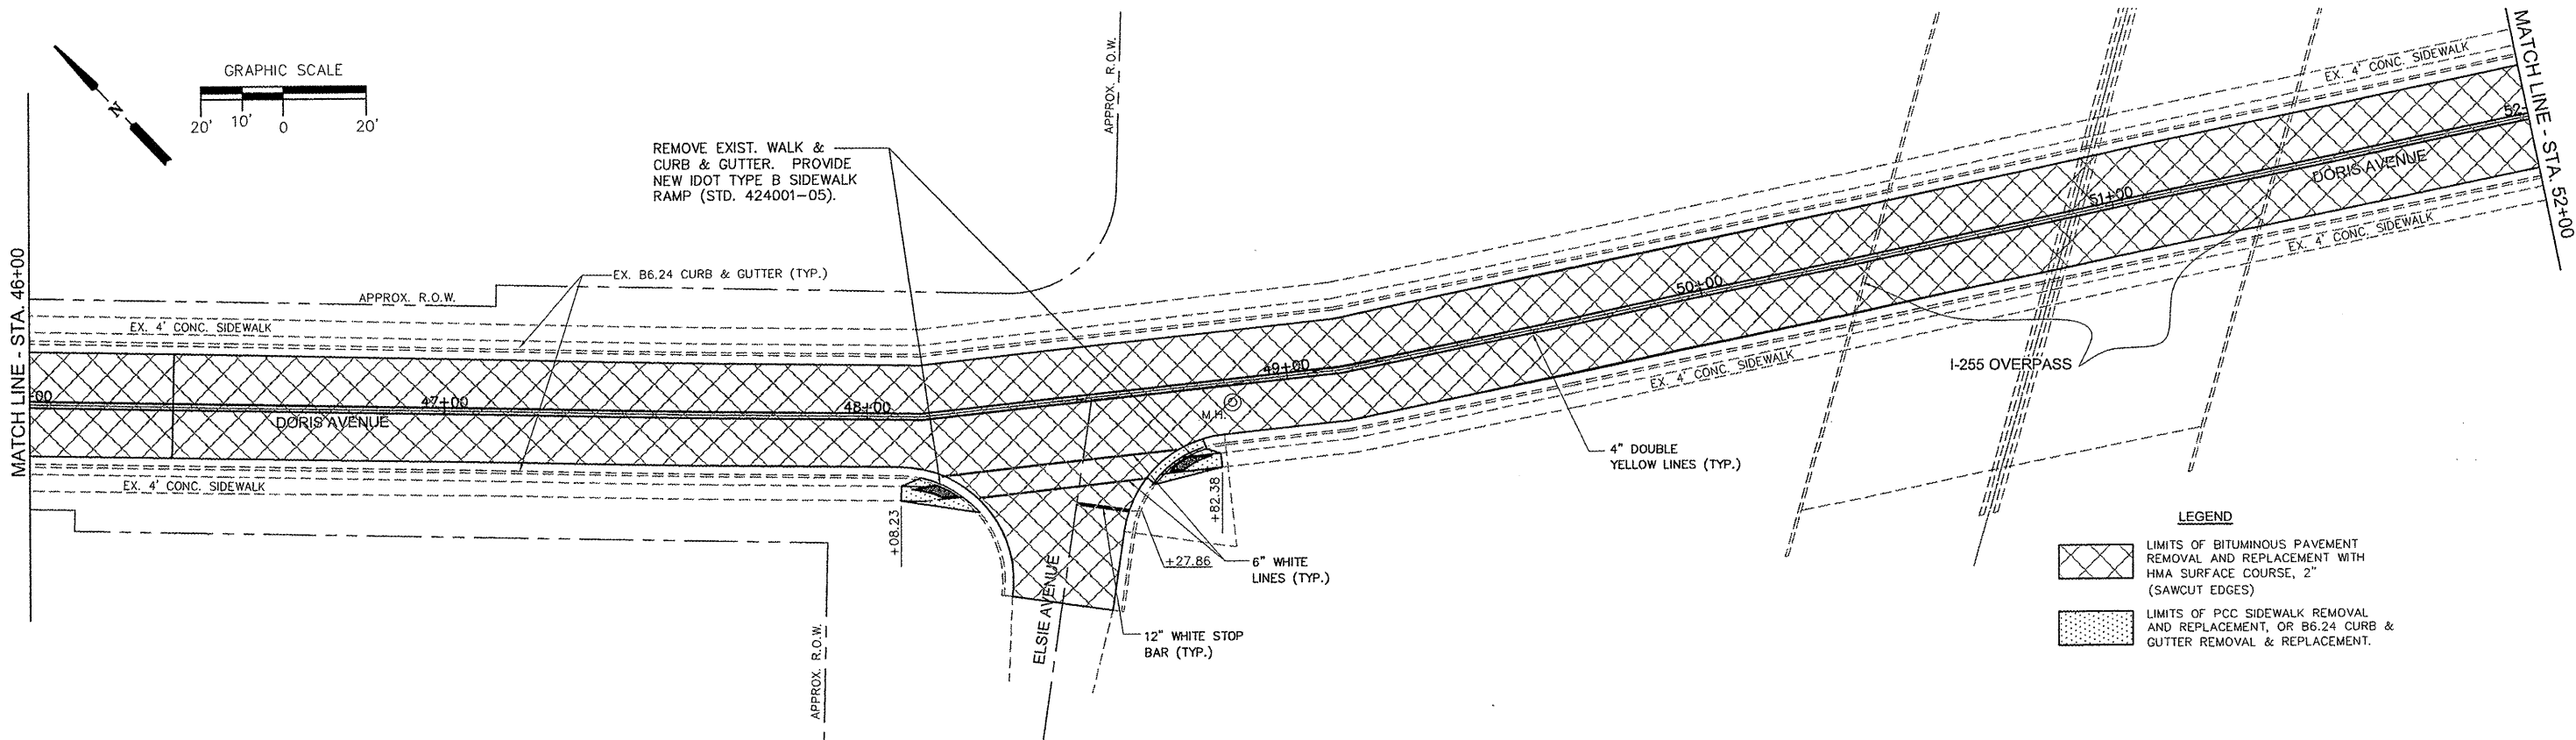 GRAPHIC SCALE
20' 10' 0 20'
N
REMOVE EXIST. WALK &
CURB & GUTTER. PROVIDE
NEW IDOT TYPE B SIDEWALK
RAMP (STD. 424001-05).
APPROX. R.O.W.
MATCH LINE - STA. 46+00
EX. B6.24 CURB & GUTTER (TYP.)
APPROX. R.O.W.
EX. 4' CONC. SIDEWALK
+00
47+00
48+00
49+00
50+00
51+00
52+
DORIS AVENUE
DORIS AVENUE
EX. 4' CONC. SIDEWALK
EX. 4' CONC. SIDEWALK
EX. 4' CONC. SIDEWALK
EX. 4' CONC. SIDEWALK
MATCH LINE - STA. 52+00
M.H.
I-255 OVERPASS
4" DOUBLE
YELLOW LINES (TYP.)
+08.23
+82.38
+27.86
6" WHITE
LINES (TYP.)
12" WHITE STOP
BAR (TYP.)
ELSIE AVENUE
APPROX. R.O.W.
LEGEND
LIMITS OF BITUMINOUS PAVEMENT
REMOVAL AND REPLACEMENT WITH
HMA SURFACE COURSE, 2"
(SAWCUT EDGES)
LIMITS OF PCC SIDEWALK REMOVAL
AND REPLACEMENT, OR B6.24 CURB &
GUTTER REMOVAL & REPLACEMENT.